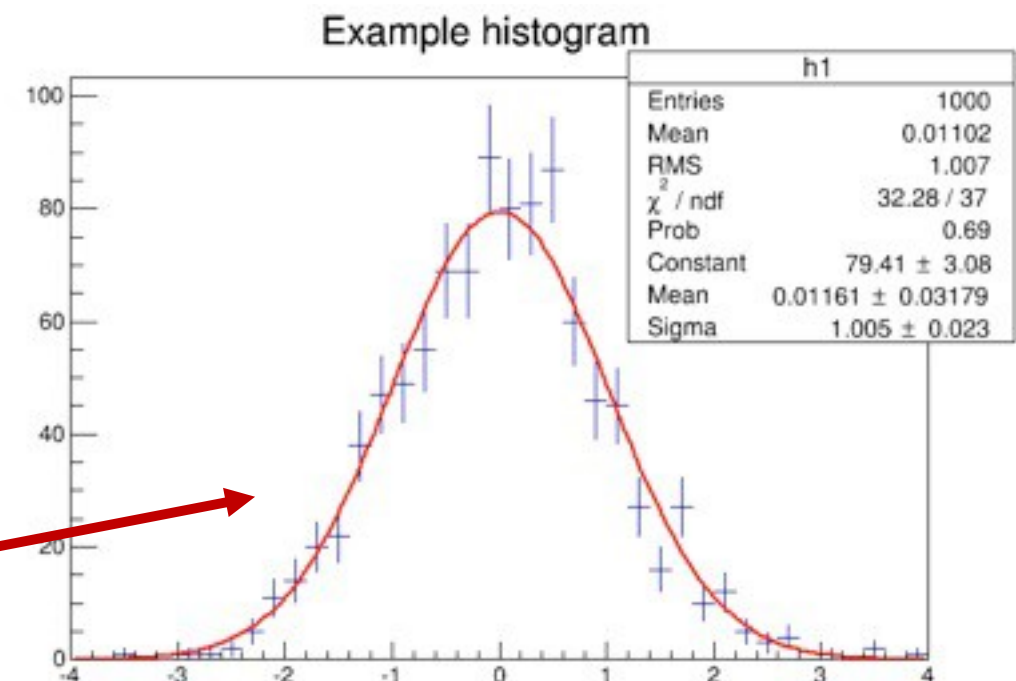 Example histogram
h1
Entries 1000
Mean 0.01102
RMS 1.007
χ² / ndf 32.28 / 37
Prob 0.69
Constant 79.41 ± 3.08
Mean 0.01161 ± 0.03179
Sigma 1.005 ± 0.023
100
80
60
40
20
0
-4 -3 -2 -1 0 1 2 3 4